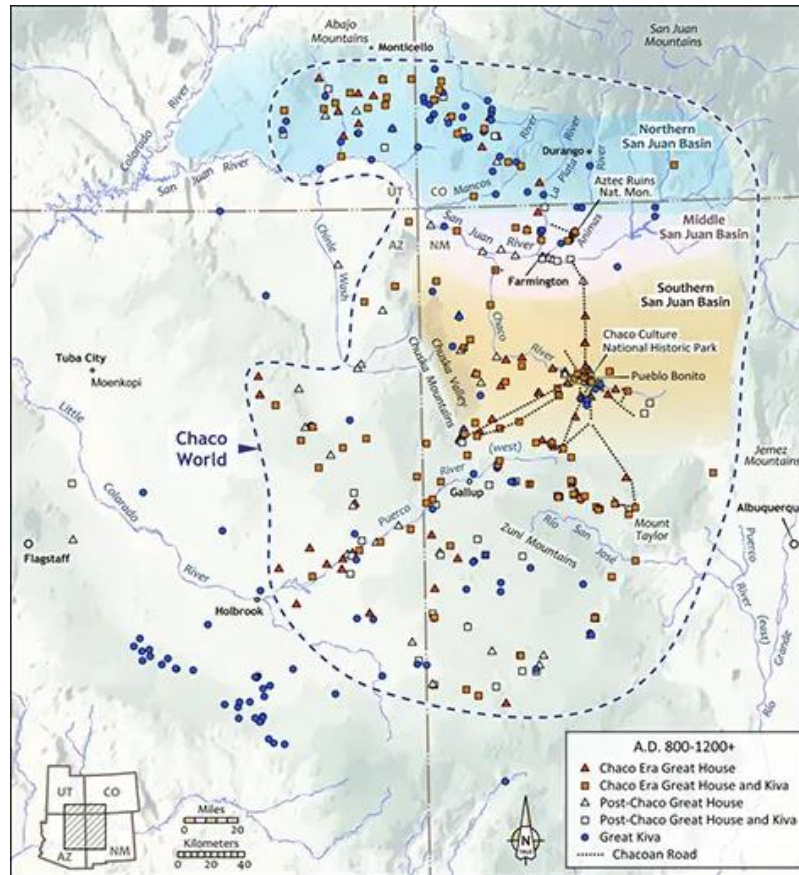 Abajo
Mountains
Monticello
San Juan
Mountains
Colorado
River
San Juan River
River
River
River
Durango
Northern
San Juan Basin
Mancos
La Plata
Aztec Ruins
Nat. Mon.
UT
CO
Animas
Middle
San Juan Basin
AZ
NM
San Juan River
Chinle
Wash
Farmington
Southern
San Juan Basin
Chaco
River
Chaco Culture
National Historic Park
Pueblo Bonito
Tuba City
Moenkopi
Chuska Mountains
Chuska Valley
Little
Colorado
River
Chaco
World
(west)
River
Puerco
Gallup
Jemez
Mountains
Albuquerqu
Mount
Taylor
Rio San José
Zuni Mountains
Flagstaff
Holbrook
Puerco
River
(east)
Rio
Grande
A.D. 800-1200+
Chaco Era Great House
Chaco Era Great House and Kiva
Post-Chaco Great House
Post-Chaco Great House and Kiva
Great Kiva
Chacoan Road
UT
CO
AZ
NM
Miles
0 20
Kilometers
0 40
N
TRUE